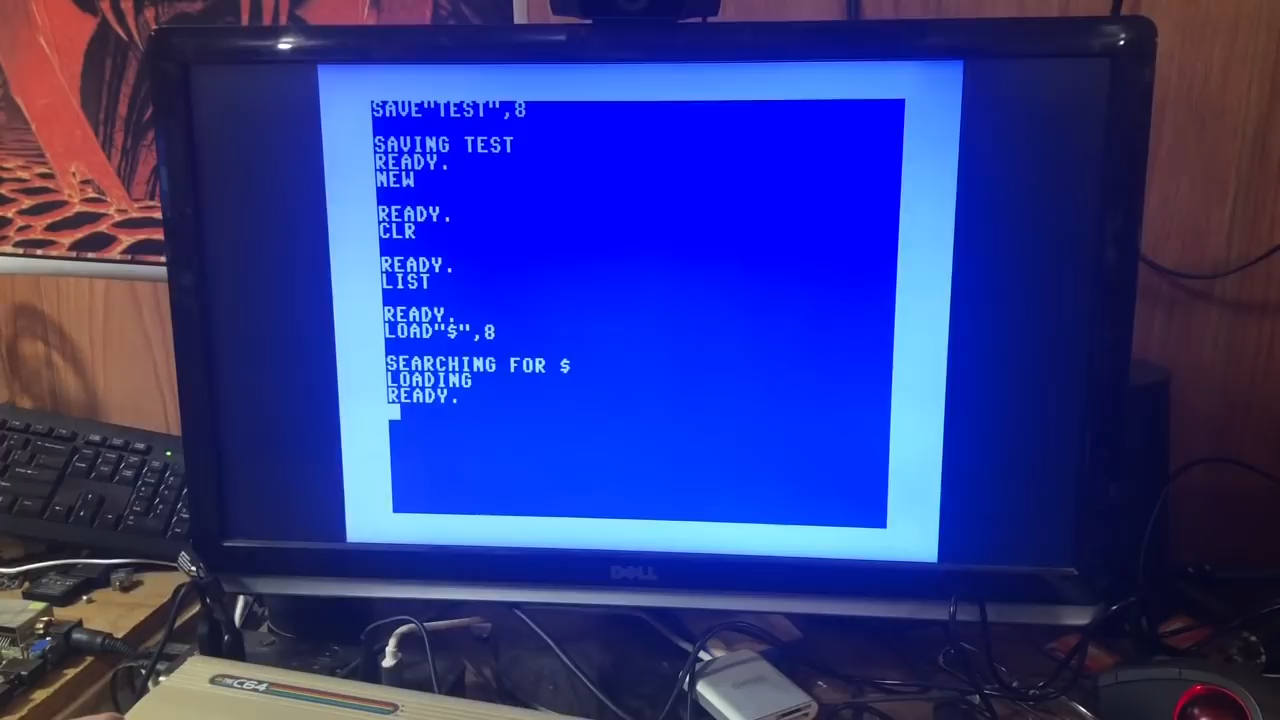 SAVE"TEST",8
SAVING TEST
READY.
NEW
READY.
CLR
READY.
LIST
READY.
LOAD"$",8
SEARCHING FOR $
LOADING
READY.
DELL
THE C64